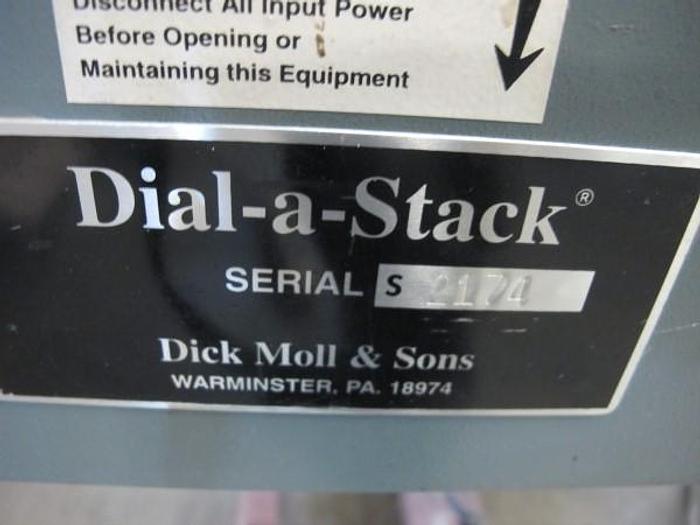 Disconnect All Input Power
Before Opening or
Maintaining this Equipment
Dial-a-Stack®
SERIAL S 2174
Dick Moll & Sons
WARMINSTER, PA. 18974